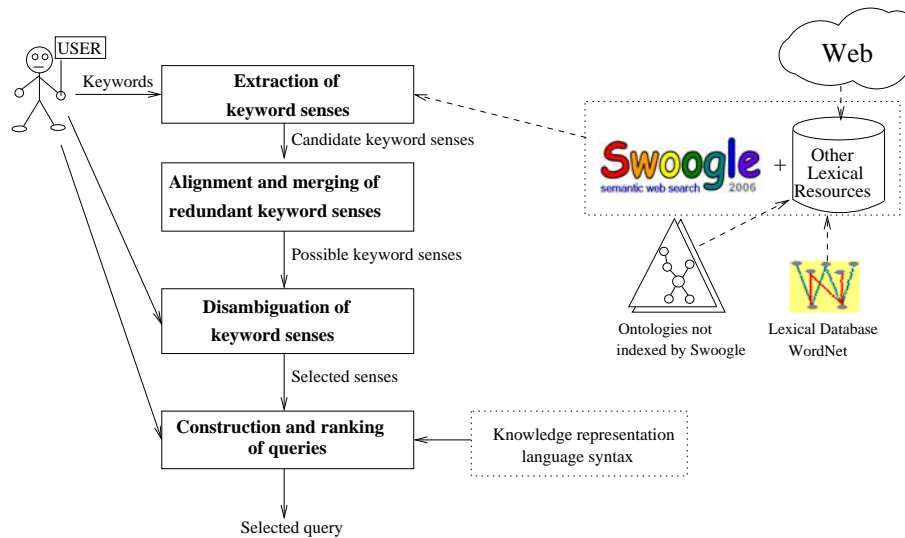 USER
Keywords
Extraction of
keyword senses
Candidate keyword senses
Alignment and merging of
redundant keyword senses
Possible keyword senses
Disambiguation of
keyword senses
Selected senses
Construction and ranking
of queries
Selected query
Web
Swoogle
semantic web search 2006
+
Other
Lexical
Resources
Ontologies not
indexed by Swoogle
W
Lexical Database
WordNet
Knowledge representation
language syntax